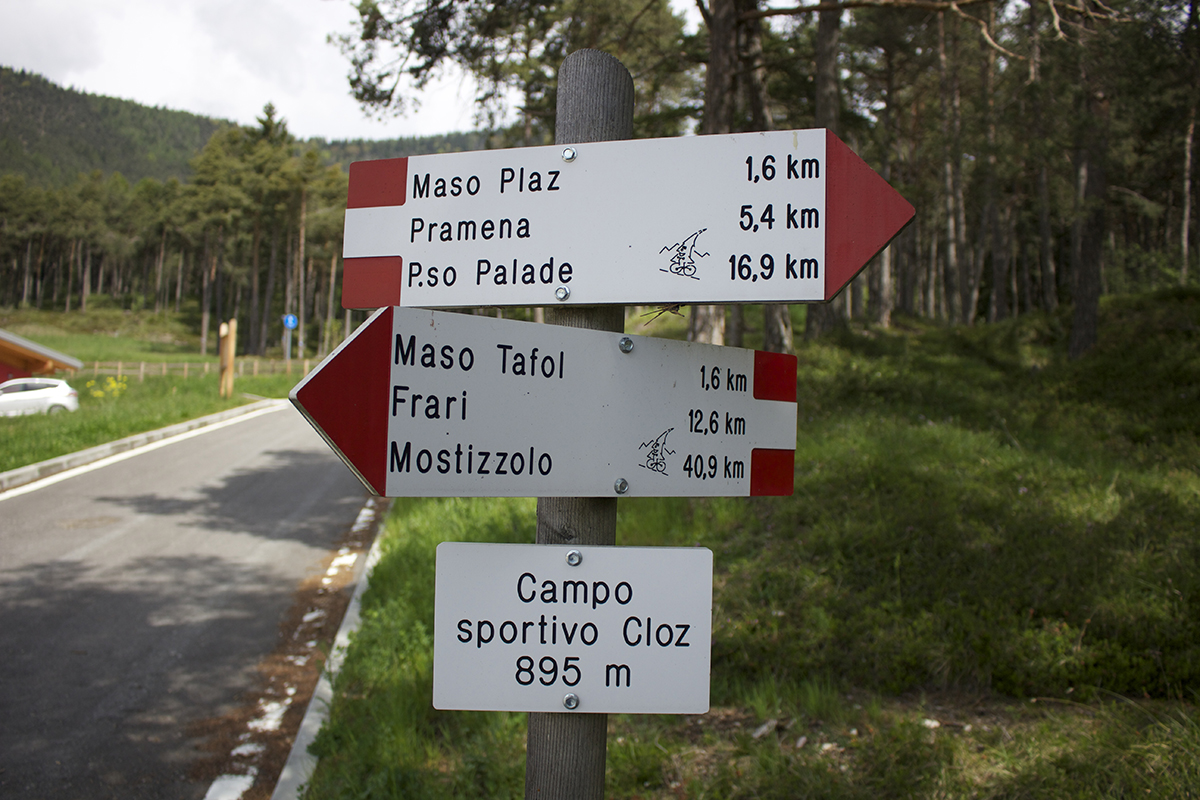 Maso Plaz 1,6 km
Pramena 5,4 km
P.so Palade 16,9 km
Maso Tafol 1,6 km
Frari 12,6 km
Mostizzolo 40,9 km
Campo
sportivo Cloz
895 m